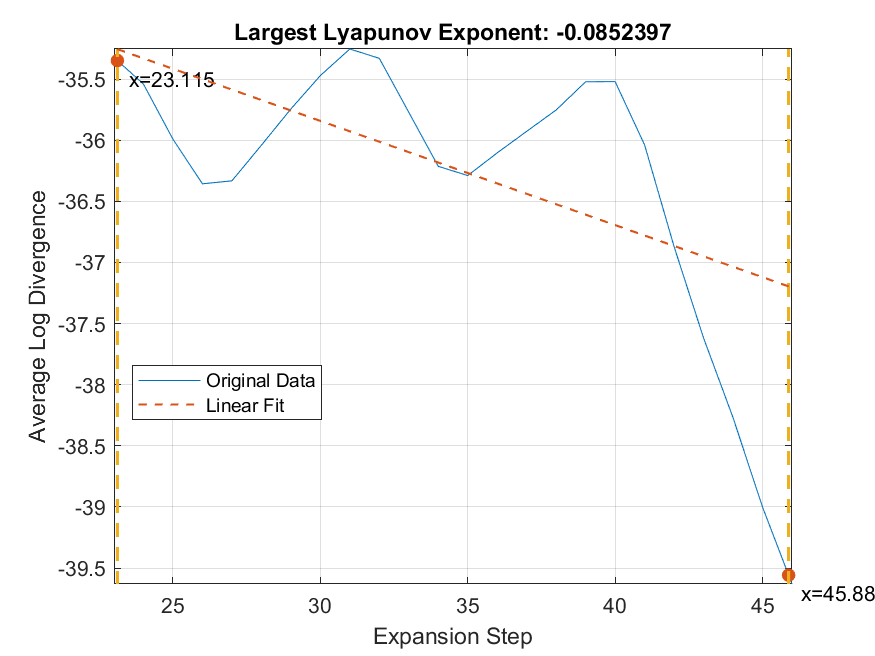 Largest Lyapunov Exponent: -0.0852397
x=23.115
-35.5
-36
-36.5
-37
-37.5
-38
-38.5
-39
-39.5
Average Log Divergence
Original Data
Linear Fit
x=45.88
25
30
35
40
45
Expansion Step